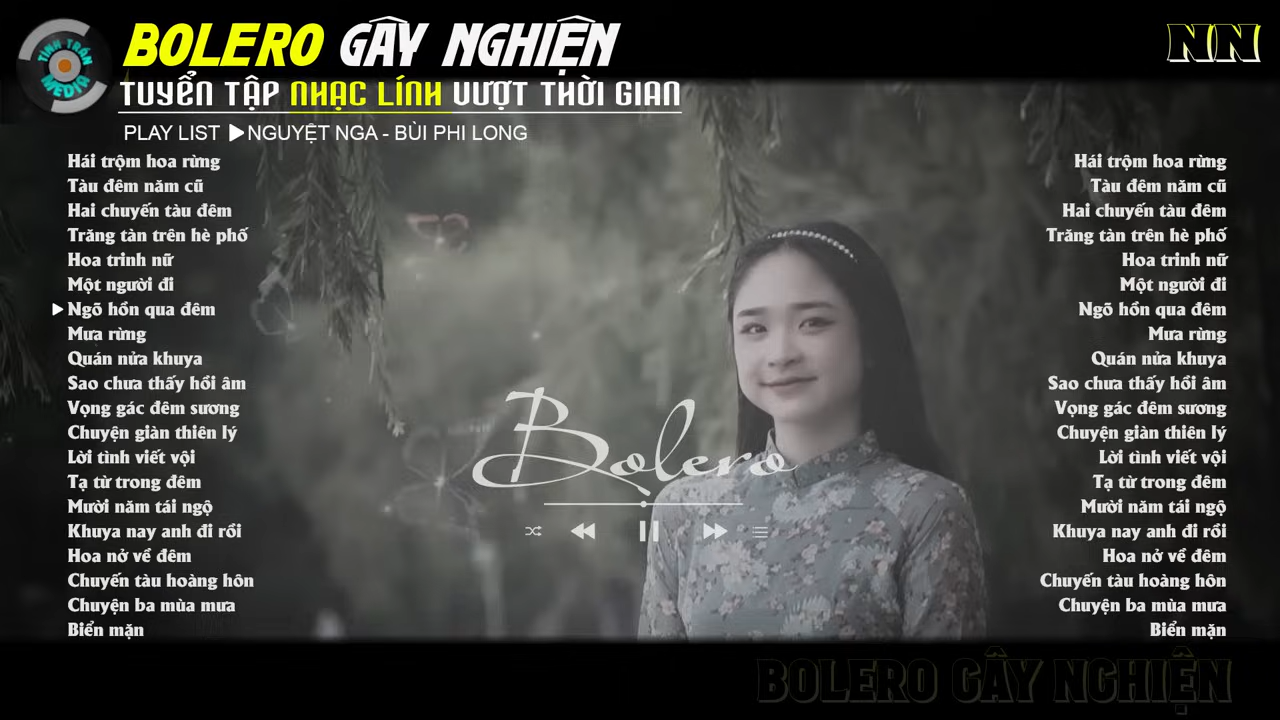 TÌNH TRẦN
MEDIA
BOLERO GÂY NGHIỆN
NN
TUYỂN TẬP NHẠC LÍNH VƯỢT THỜI GIAN
PLAY LIST NGUYỆT NGA - BÙI PHI LONG
Hái trộm hoa rừng
Tàu đêm năm cũ
Hai chuyến tàu đêm
Trăng tàn trên hè phố
Hoa trinh nữ
Một người đi
Ngõ hồn qua đêm
Mưa rừng
Quán nửa khuya
Sao chưa thấy hồi âm
Vọng gác đêm sương
Chuyện giàn thiên lý
Lời tình viết vội
Tạ từ trong đêm
Mười năm tái ngộ
Khuya nay anh đi rồi
Hoa nở về đêm
Chuyến tàu hoàng hôn
Chuyện ba mùa mưa
Biển mặn
Bolero
Hái trộm hoa rừng
Tàu đêm năm cũ
Hai chuyến tàu đêm
Trăng tàn trên hè phố
Hoa trinh nữ
Một người đi
Ngõ hồn qua đêm
Mưa rừng
Quán nửa khuya
Sao chưa thấy hồi âm
Vọng gác đêm sương
Chuyện giàn thiên lý
Lời tình viết vội
Tạ từ trong đêm
Mười năm tái ngộ
Khuya nay anh đi rồi
Hoa nở về đêm
Chuyến tàu hoàng hôn
Chuyện ba mùa mưa
Biển mặn
BOLERO GÂY NGHIỆN